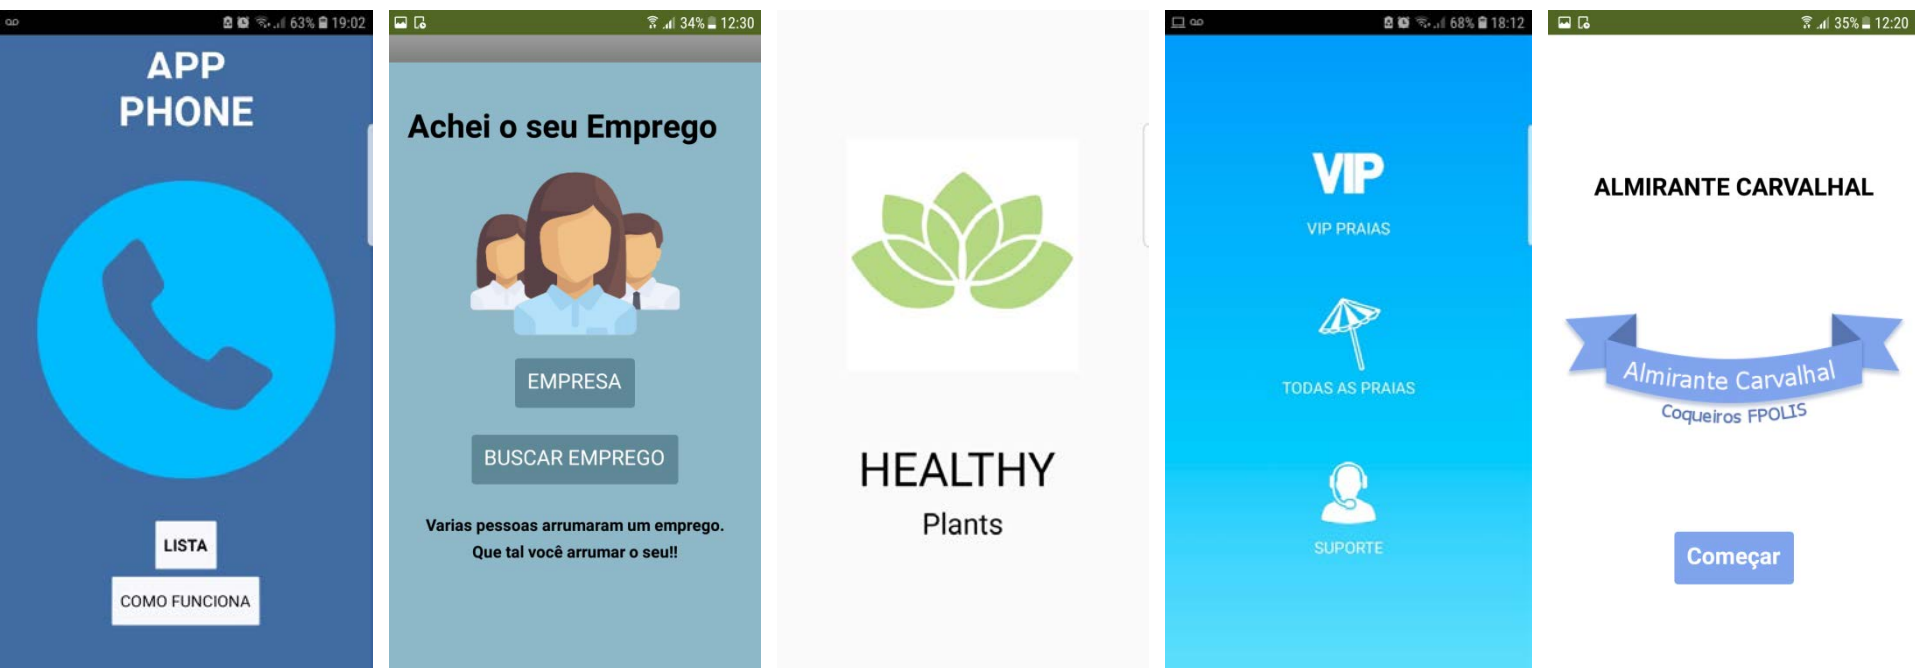 63% 19:02
APP
PHONE
LISTA
COMO FUNCIONA
34% 12:30
Achei o seu Emprego
EMPRESA
BUSCAR EMPREGO
Varias pessoas arrumaram um emprego.
Que tal você arrumar o seu!!
HEALTHY
Plants
68% 18:12
VIP
VIP PRAIAS
TODAS AS PRAIAS
SUPORTE
35% 12:20
ALMIRANTE CARVALHAL
Almirante Carvalhal
Coqueiros FPOLIS
Começar